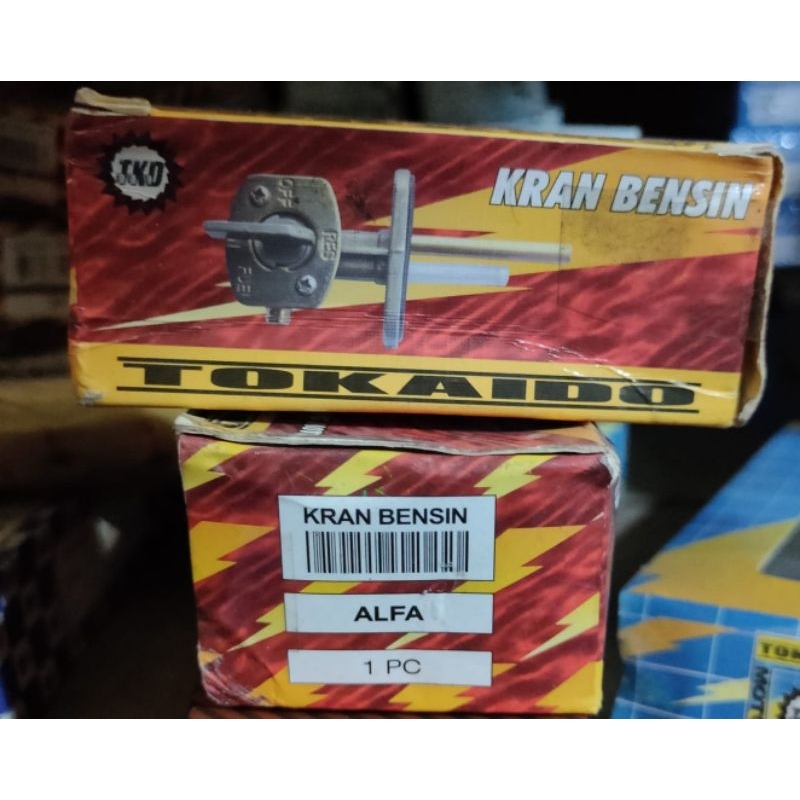 TKD
KRAN BENSIN
OFF
RES
FUEL
TOKAIDO
KRAN BENSIN
ALFA
1 PC